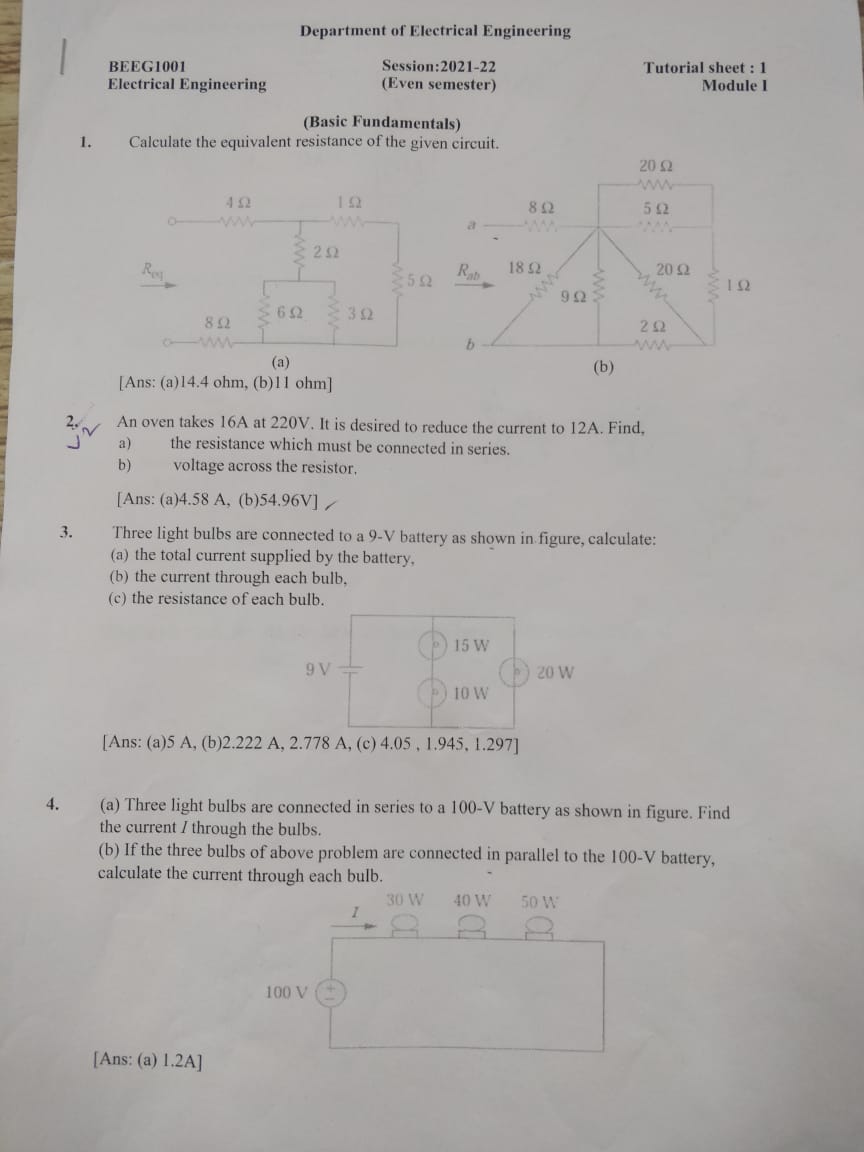 Department of Electrical Engineering
BEEG1001 Session:2021-22 Tutorial sheet : 1
Electrical Engineering (Even semester) Module I
(Basic Fundamentals)
1. Calculate the equivalent resistance of the given circuit.
20 Ω
4 Ω 1 Ω 8 Ω 5 Ω
a
2 Ω
Req 5 Ω Rab 18 Ω 20 Ω
9 Ω 1 Ω
6 Ω 3 Ω
8 Ω 2 Ω
b
(a) (b)
[Ans: (a)14.4 ohm, (b)11 ohm]
2. An oven takes 16A at 220V. It is desired to reduce the current to 12A. Find,
a) the resistance which must be connected in series.
b) voltage across the resistor.
[Ans: (a)4.58 A, (b)54.96V]
3. Three light bulbs are connected to a 9-V battery as shown in figure, calculate:
(a) the total current supplied by the battery,
(b) the current through each bulb,
(c) the resistance of each bulb.
15 W
9 V 20 W
10 W
[Ans: (a)5 A, (b)2.222 A, 2.778 A, (c) 4.05 , 1.945, 1.297]
4. (a) Three light bulbs are connected in series to a 100-V battery as shown in figure. Find
the current I through the bulbs.
(b) If the three bulbs of above problem are connected in parallel to the 100-V battery,
calculate the current through each bulb.
30 W 40 W 50 W
I
100 V
[Ans: (a) 1.2A]